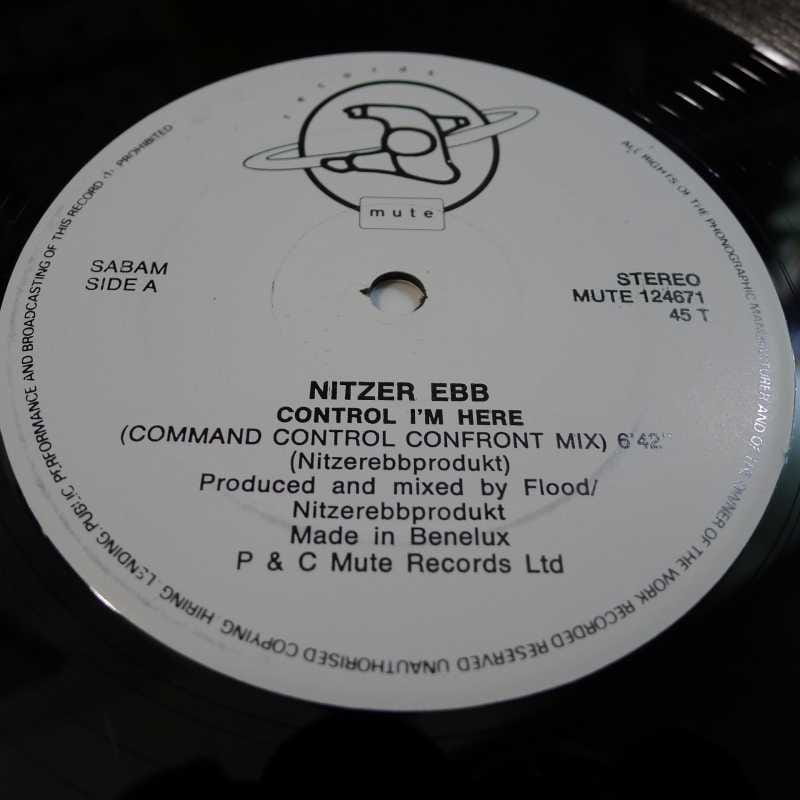 records
mute
SABAM
SIDE A
STEREO
MUTE 124671
45 T
NITZER EBB
CONTROL I'M HERE
(COMMAND CONTROL CONFRONT MIX) 6'42"
(Nitzerebbprodukt)
Produced and mixed by Flood/
Nitzerebbprodukt
Made in Benelux
P & C Mute Records Ltd
ALL RIGHTS OF THE PHONOGRAPHIC MANUFACTURER AND OF THE OWNER OF THE WORK RECORDED RESERVED UNAUTHORISED COPYING HIRING. LENDING. PUBLIC PERFORMANCE AND BROADCASTING OF THIS RECORD PROHIBITED